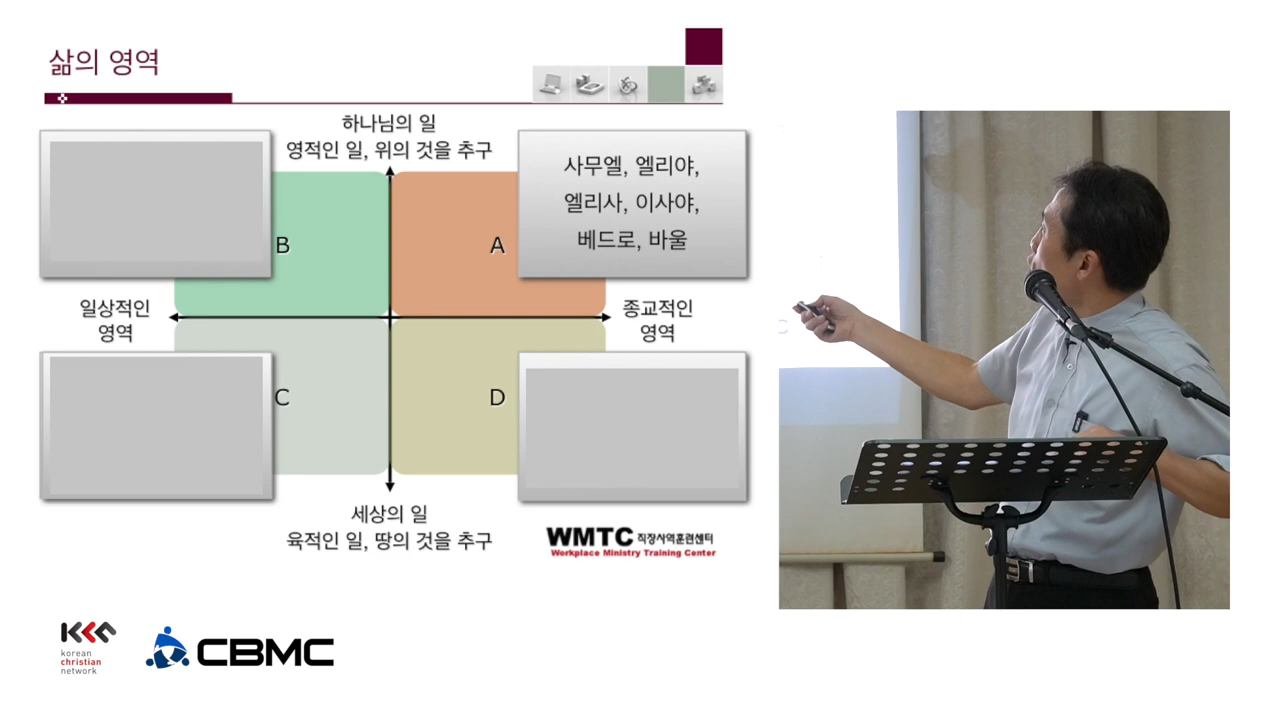 삶의 영역
하나님의 일
영적인 일, 위의 것을 추구
사무엘, 엘리야,
엘리사, 이사야,
베드로, 바울
B
A
일상적인
영역
종교적인
영역
C
D
세상의 일
육적인 일, 땅의 것을 추구
WMTC 직장사역훈련센터
Workplace Ministry Training Center
C
korean
christian
network
CBMC